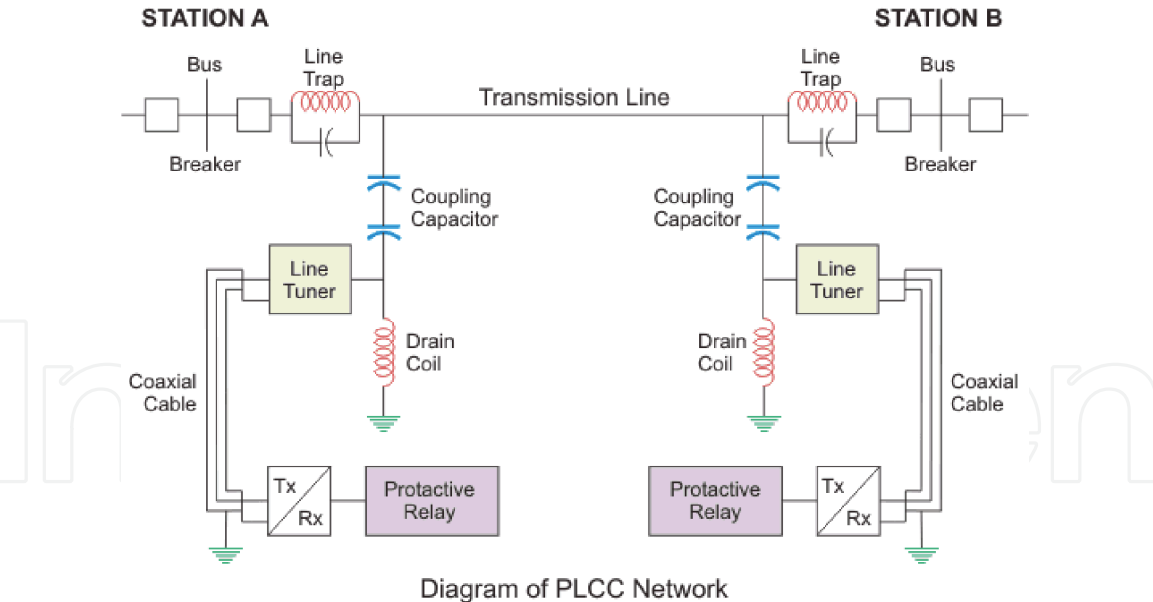 STATION A
STATION B
Bus
Line
Trap
Transmission Line
Line
Trap
Bus
Breaker
Breaker
Coupling
Capacitor
Coupling
Capacitor
Line
Tuner
Line
Tuner
Drain
Coil
Drain
Coil
Coaxial
Cable
Coaxial
Cable
Tx
Rx
Protactive
Relay
Protactive
Relay
Tx
Rx
Diagram of PLCC Network